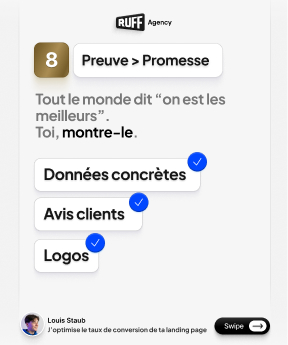 RUFF Agency
8 Preuve > Promesse
Tout le monde dit “on est les
meilleurs”.
Toi, montre-le.
Données concrètes
Avis clients
Logos
Louis Staub
J'optimise le taux de conversion de ta landing page
Swipe